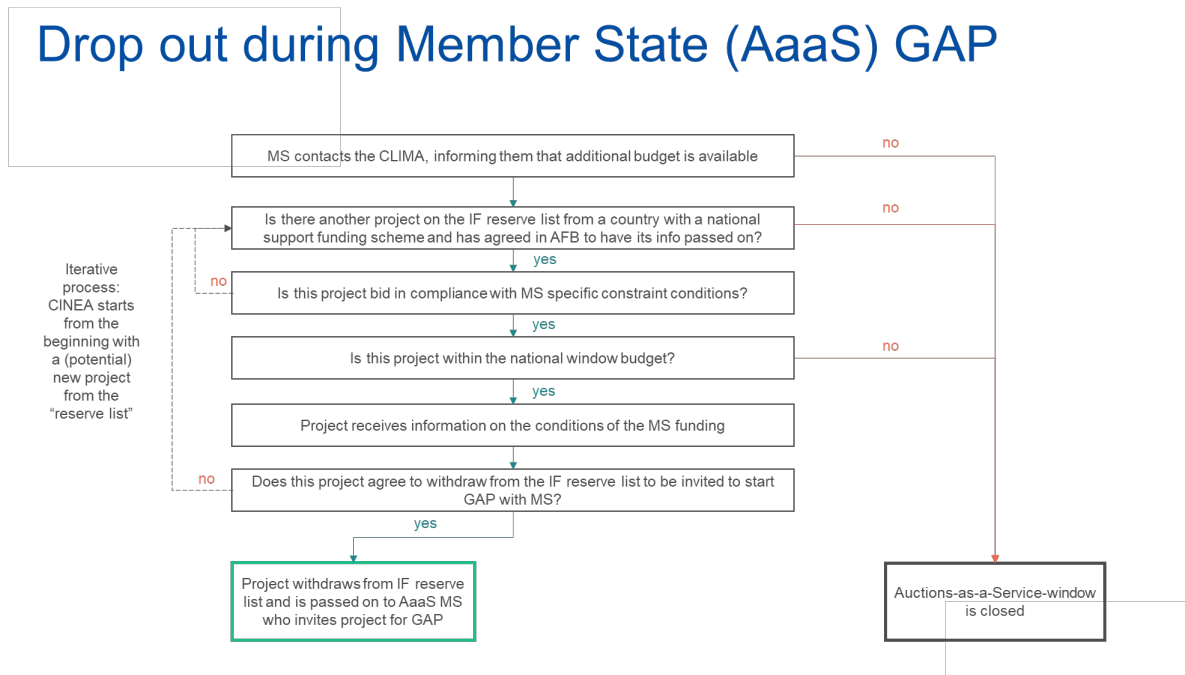 Drop out during Member State (AaaS) GAP
MS contacts the CLIMA, informing them that additional budget is available
no
Is there another project on the IF reserve list from a country with a national
support funding scheme and has agreed in AFB to have its info passed on?
no
yes
Iterative
process:
CINEA starts
from the
beginning with
a (potential)
new project
from the
“reserve list”
no
Is this project bid in compliance with MS specific constraint conditions?
yes
Is this project within the national window budget?
no
yes
Project receives information on the conditions of the MS funding
no
Does this project agree to withdraw from the IF reserve list to be invited to start
GAP with MS?
yes
Project withdraws from IF reserve
list and is passed on to AaaS MS
who invites project for GAP
Auctions-as-a-Service-window
is closed